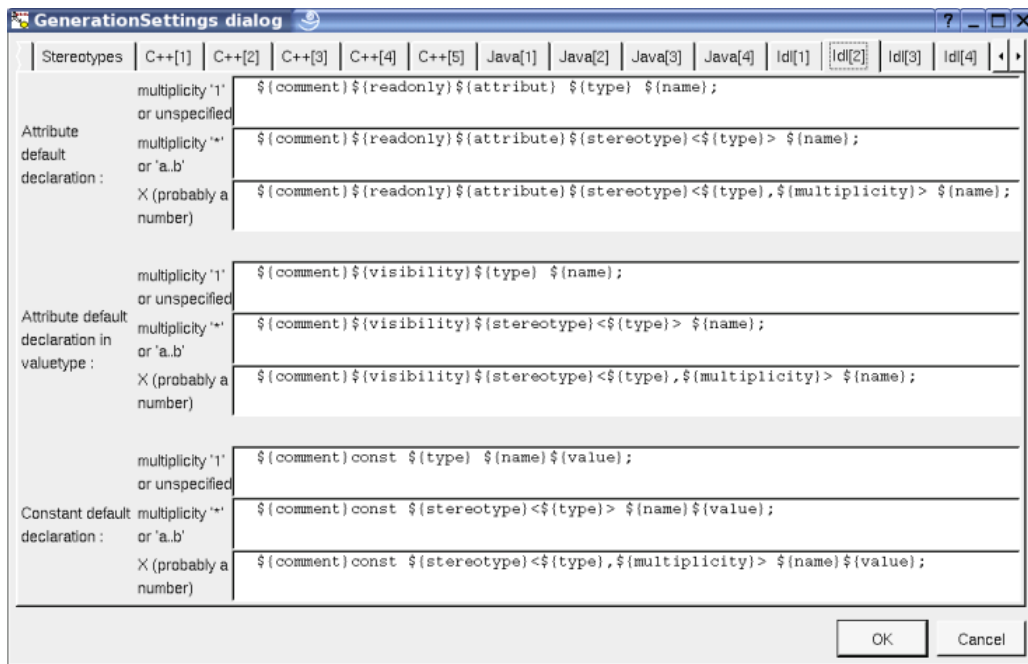 GenerationSettings dialog
Stereotypes C++[1] C++[2] C++[3] C++[4] C++[5] Java[1] Java[2] Java[3] Java[4] Idl[1] Idl[2] Idl[3] Idl[4]
Attribute default declaration :
multiplicity '1' or unspecified
${comment}${readonly}${attribut} ${type} ${name};
multiplicity '*' or 'a..b'
${comment}${readonly}${attribute}${stereotype}<${type}> ${name};
X (probably a number)
${comment}${readonly}${attribute}${stereotype}<${type},${multiplicity}> ${name};
Attribute default declaration in valuetype :
multiplicity '1' or unspecified
${comment}${visibility}${type} ${name};
multiplicity '*' or 'a..b'
${comment}${visibility}${stereotype}<${type}> ${name};
X (probably a number)
${comment}${visibility}${stereotype}<${type},${multiplicity}> ${name};
Constant default declaration :
multiplicity '1' or unspecified
${comment}const ${type} ${name}${value};
multiplicity '*' or 'a..b'
${comment}const ${stereotype}<${type}> ${name}${value};
X (probably a number)
${comment}const ${stereotype}<${type},${multiplicity}> ${name}${value};
OK Cancel